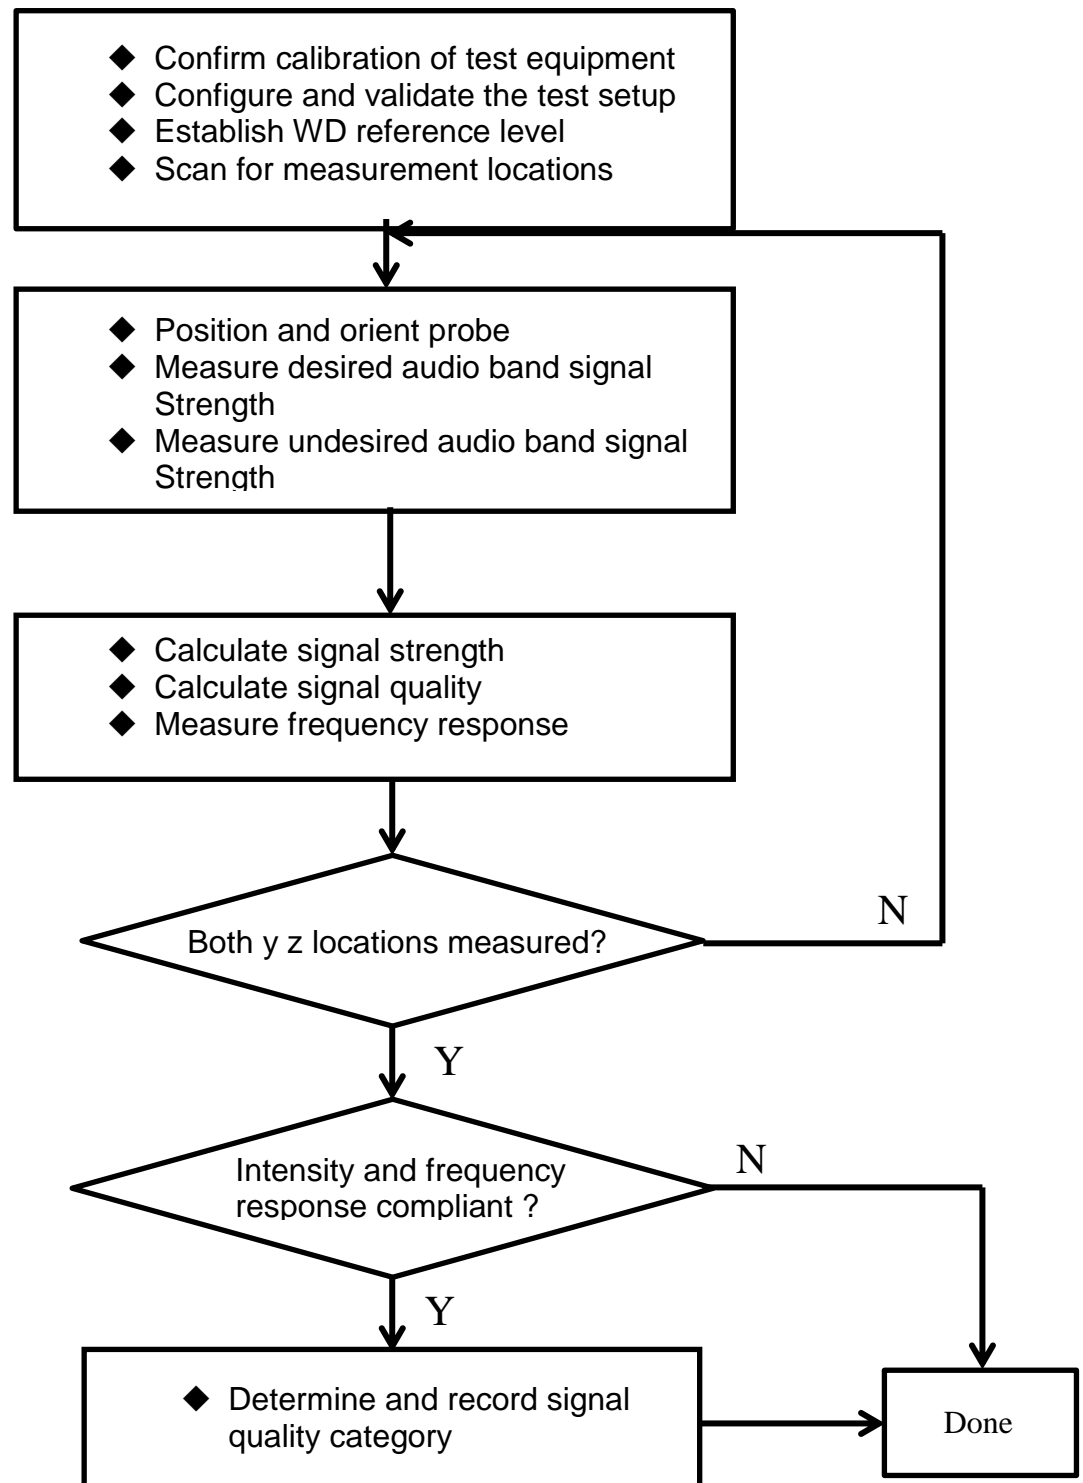 ◆ Confirm calibration of test equipment
◆ Configure and validate the test setup
◆ Establish WD reference level
◆ Scan for measurement locations
◆ Position and orient probe
◆ Measure desired audio band signal
Strength
◆ Measure undesired audio band signal
Strength
◆ Calculate signal strength
◆ Calculate signal quality
◆ Measure frequency response
Both y z locations measured?
N
Y
Intensity and frequency
response compliant ?
N
Y
◆ Determine and record signal
quality category
Done